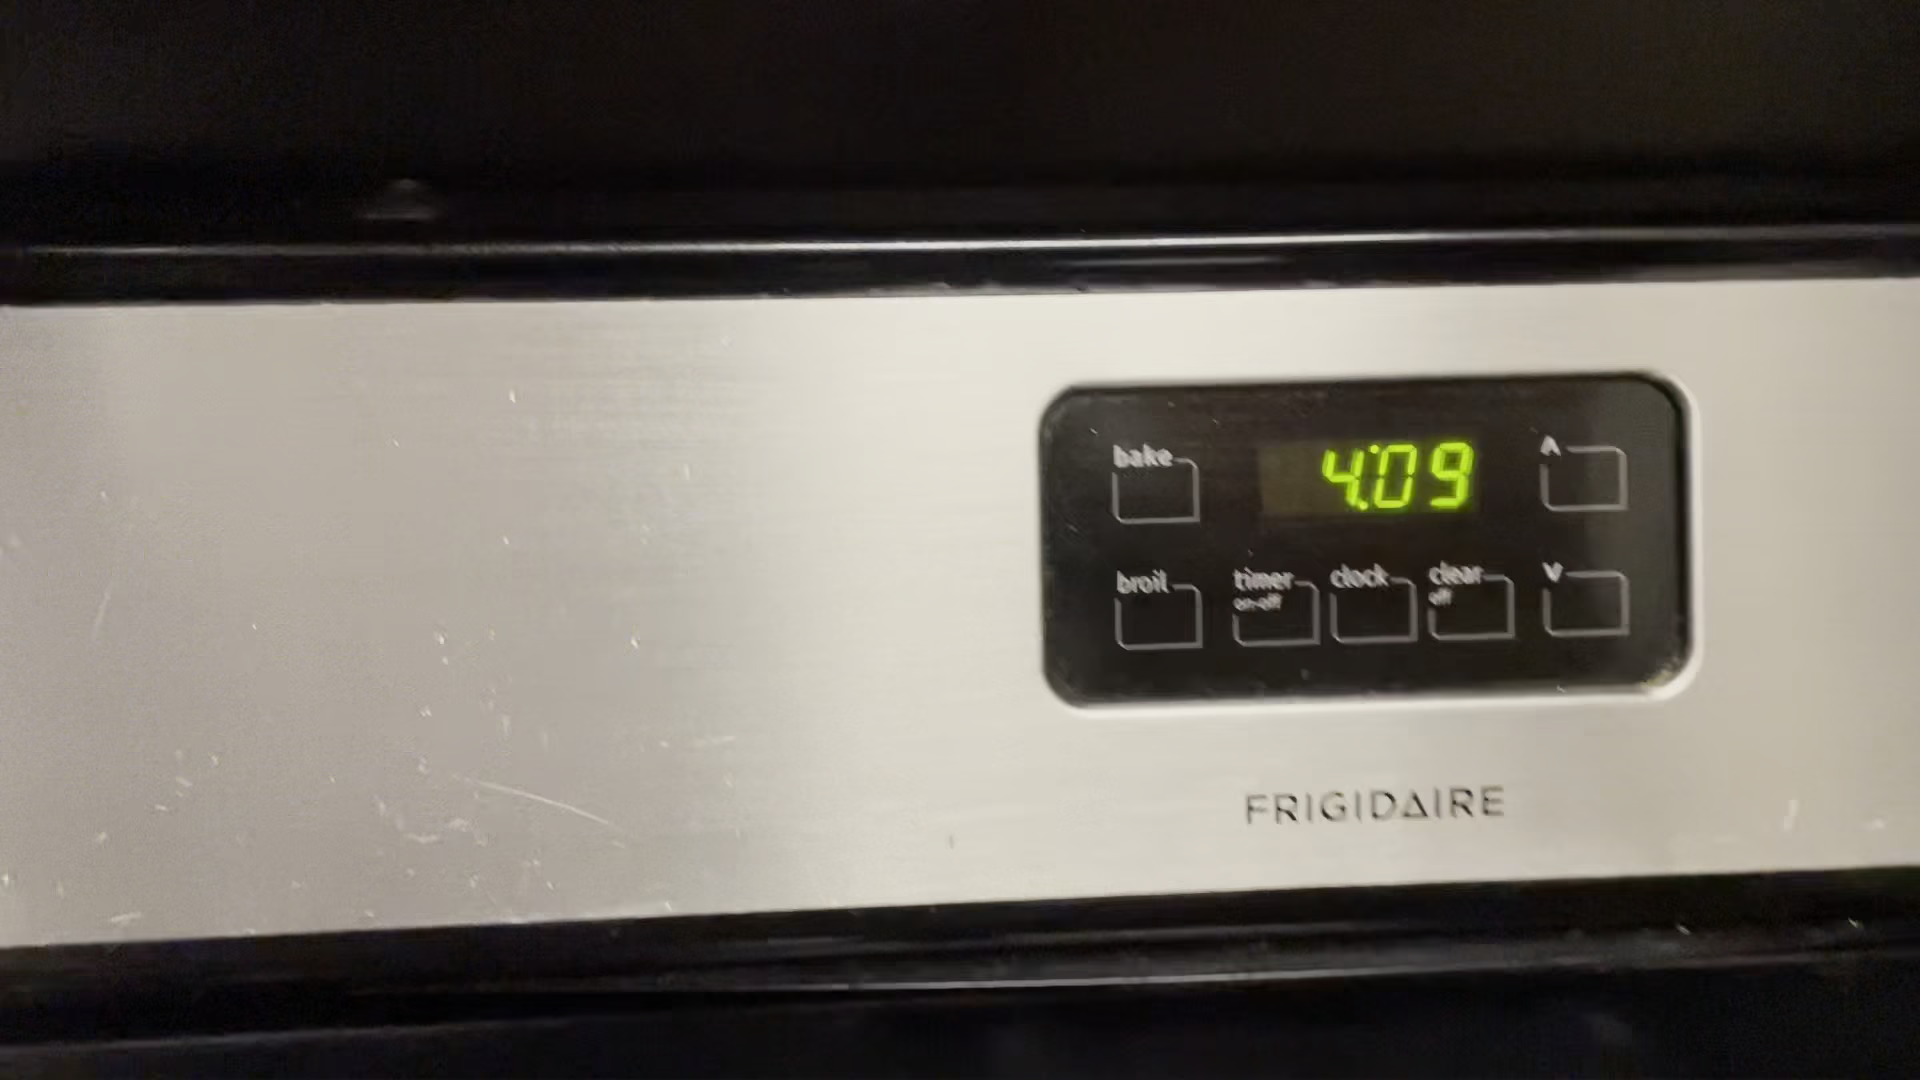 bake
4:09
A
broil
timer
on-off
clock
clear
off
V
FRIGIDAIRE